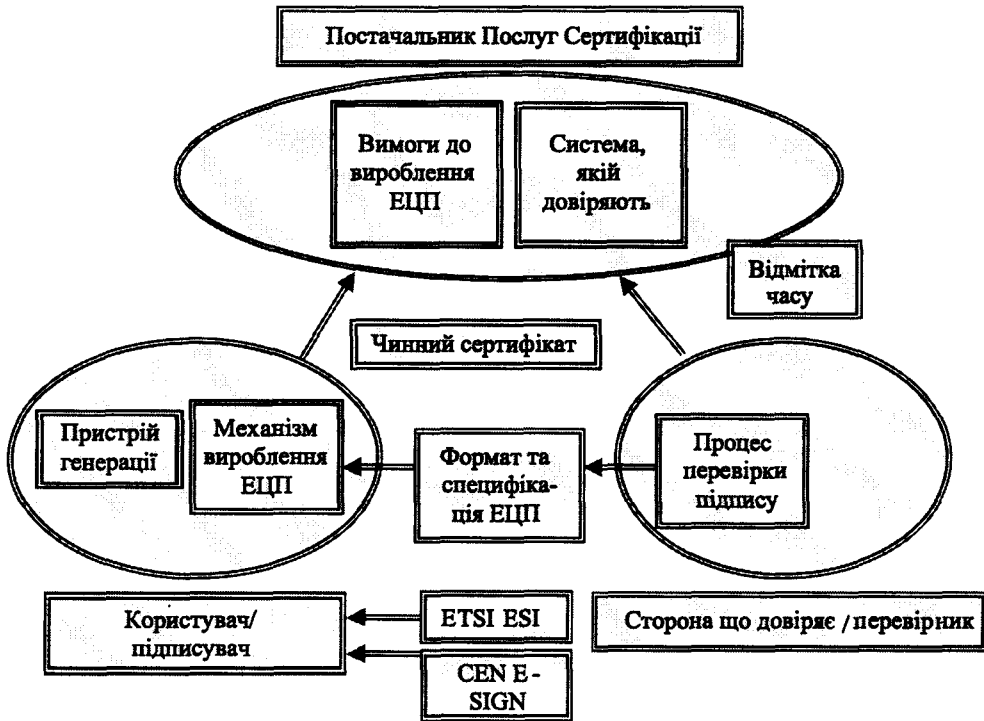 Постачальник Послуг Сертифікації
Вимоги до
вироблення
ЕЦП
Система,
якій
довіряють
Відмітка
часу
Чинний сертифікат
Пристрій
генерації
Механізм
вироблення
ЕЦП
Формат та
специфіка-
ція ЕЦП
Процес
перевірки
підпису
Користувач/
підписувач
ETSI ESI
CEN E -
SIGN
Сторона що довіряє / перевірник